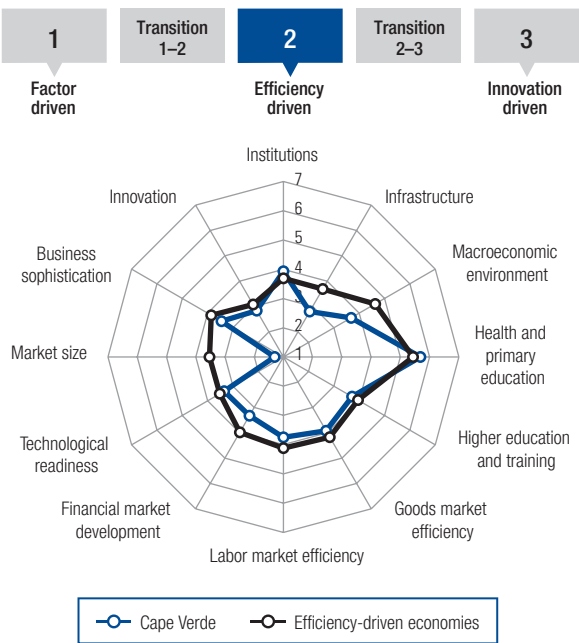 1
Transition
1–2
2
Transition
2–3
3
Factor
driven
Efficiency
driven
Innovation
driven
Institutions
Infrastructure
Macroeconomic
environment
Health and
primary
education
Higher education
and training
Goods market
efficiency
Labor market efficiency
Financial market
development
Technological
readiness
Market size
Business
sophistication
Innovation
7
6
5
4
3
2
1
Cape Verde
Efficiency-driven economies